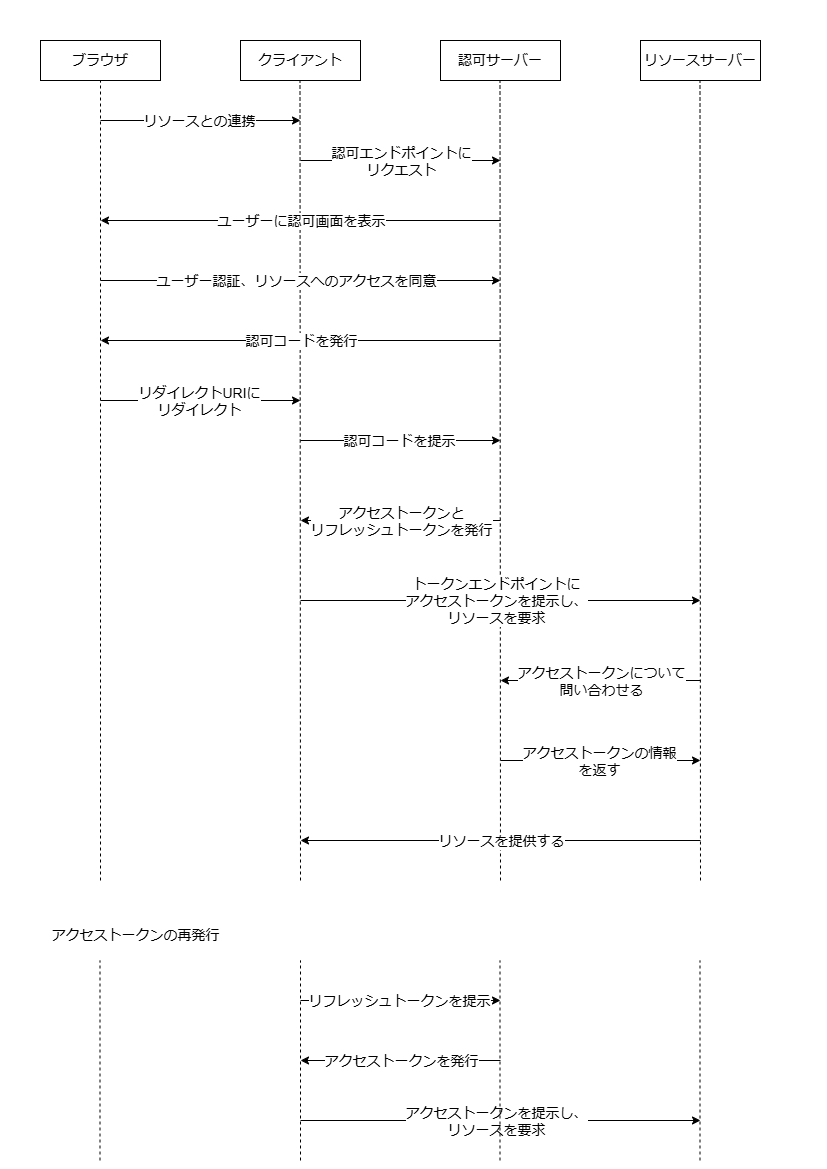 ブラウザ
クライアント
認可サーバー
リソースサーバー
リソースとの連携
認可エンドポイントに
リクエスト
ユーザーに認可画面を表示
ユーザー認証、リソースへのアクセスを同意
認可コードを発行
リダイレクトURIに
リダイレクト
認可コードを提示
アクセストークンと
リフレッシュトークンを発行
トークンエンドポイントに
アクセストークンを提示し、
リソースを要求
アクセストークンについて
問い合わせる
アクセストークンの情報
を返す
リソースを提供する
アクセストークンの再発行
リフレッシュトークンを提示
アクセストークンを発行
アクセストークンを提示し、
リソースを要求